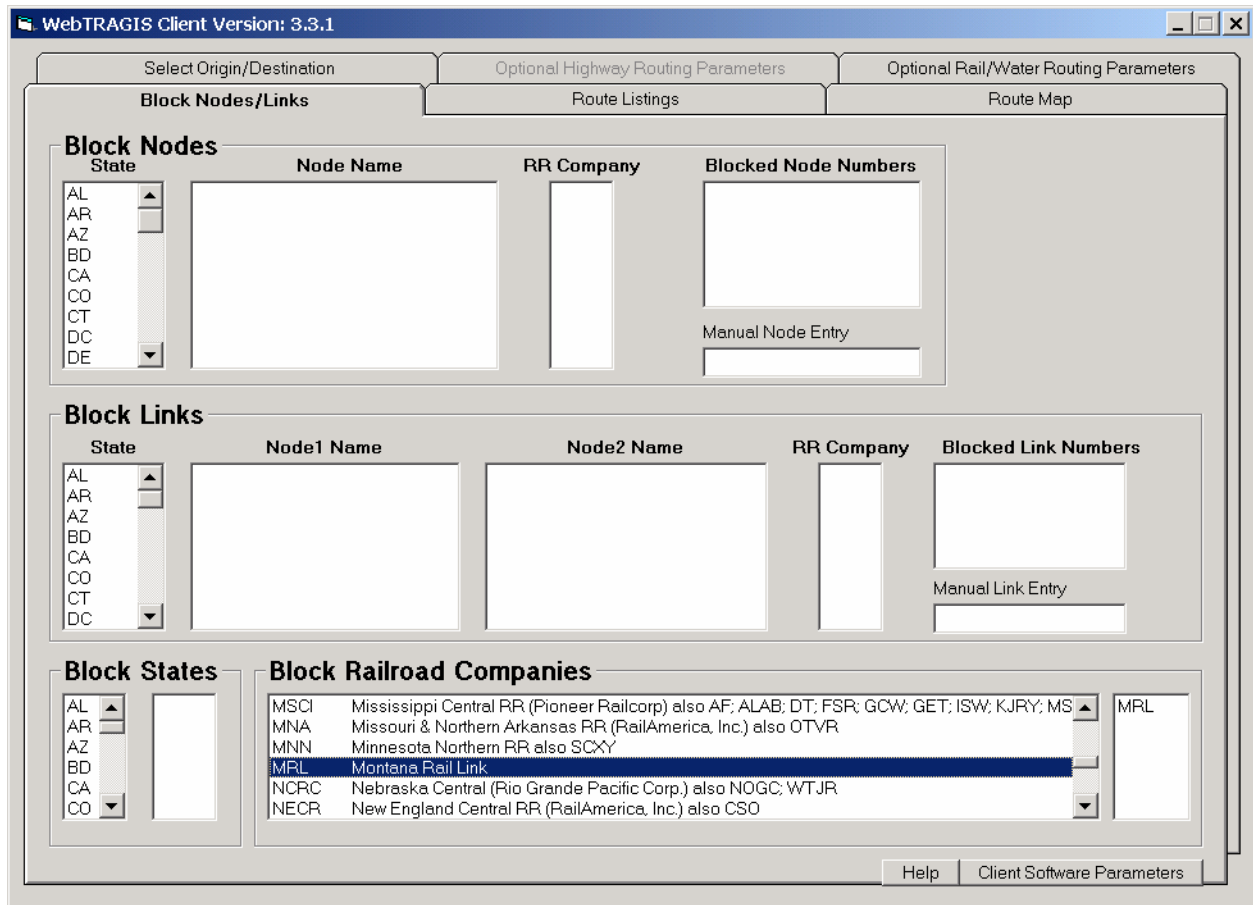 WebTRAGIS Client Version: 3.3.1
Select Origin/Destination
Optional Highway Routing Parameters
Optional Rail/Water Routing Parameters
Block Nodes/Links
Route Listings
Route Map
Block Nodes
State
Node Name
RR Company
Blocked Node Numbers
AL
AR
AZ
BD
CA
CO
CT
DC
DE
Manual Node Entry
Block Links
State
Node1 Name
Node2 Name
RR Company
Blocked Link Numbers
AL
AR
AZ
BD
CA
CO
CT
DC
Manual Link Entry
Block States
AL
AR
AZ
BD
CA
CO
Block Railroad Companies
MSCI Mississippi Central RR (Pioneer Railcorp) also AF; ALAB; DT; FSR; GCW; GET; ISW; KJRY; MS
MNA Missouri & Northern Arkansas RR (RailAmerica, Inc.) also OTVR
MNN Minnesota Northern RR also SCXY
MRL Montana Rail Link
NCRC Nebraska Central (Rio Grande Pacific Corp.) also NOGC; WTJR
NECR New England Central RR (RailAmerica, Inc.) also CSO
MRL
Help
Client Software Parameters